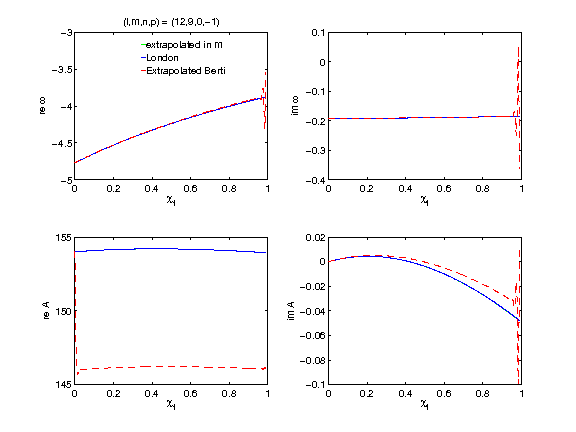 (l,m,n,p) = (12,9,0,−1)
−3
−3.5
−4
−4.5
−5
re ω
extrapolated in m
London
Extrapolated Berti
0 0.2 0.4 0.6 0.8 1
χf
0.1
0
−0.1
−0.2
−0.3
−0.4
im ω
0 0.2 0.4 0.6 0.8 1
χf
155
150
145
re A
0 0.2 0.4 0.6 0.8 1
χf
0.02
0
−0.02
−0.04
−0.06
−0.08
−0.1
im A
0 0.2 0.4 0.6 0.8 1
χf